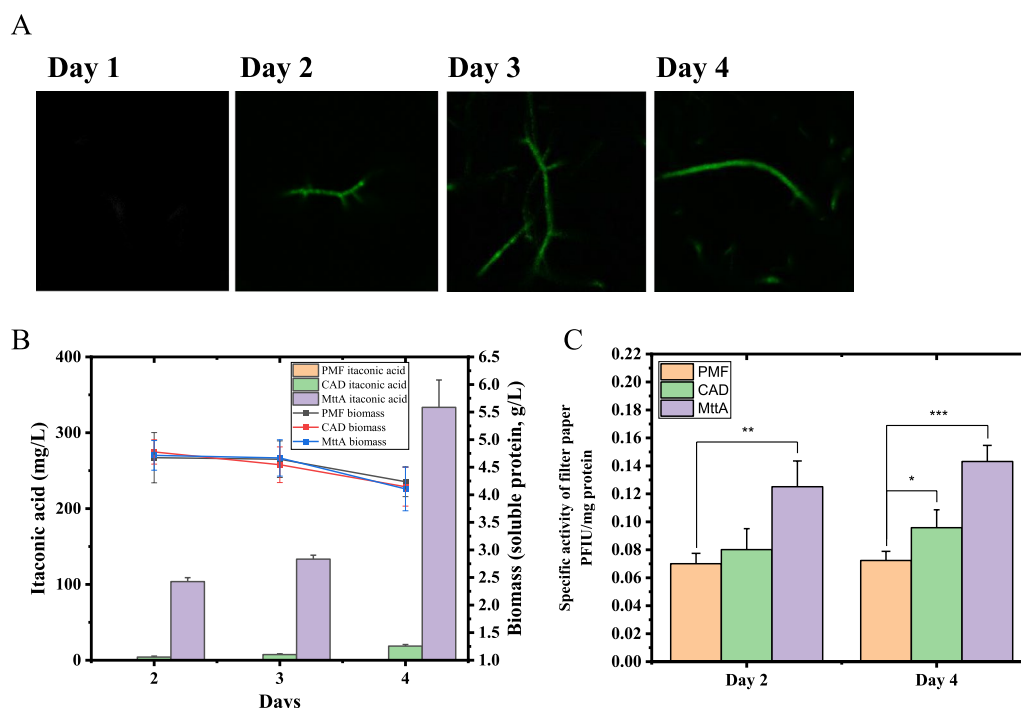 A
Day 1
Day 2
Day 3
Day 4
B
400
300
200
100
0
Itaconic acid (mg/L)
PMF itaconic acid
CAD itaconic acid
MttA itaconic acid
PMF biomass
CAD biomass
MttA biomass
6.5
6.0
5.5
5.0
4.5
4.0
3.5
3.0
2.5
2.0
1.5
1.0
Biomass (soluble protein, g/L)
2
3
4
Days
C
0.22
0.20
0.18
0.16
0.14
0.12
0.10
0.08
0.06
0.04
0.02
0.00
Specific activity of filter paper
PFIU/mg protein
PMF
CAD
MttA
**
***
*
Day 2
Day 4